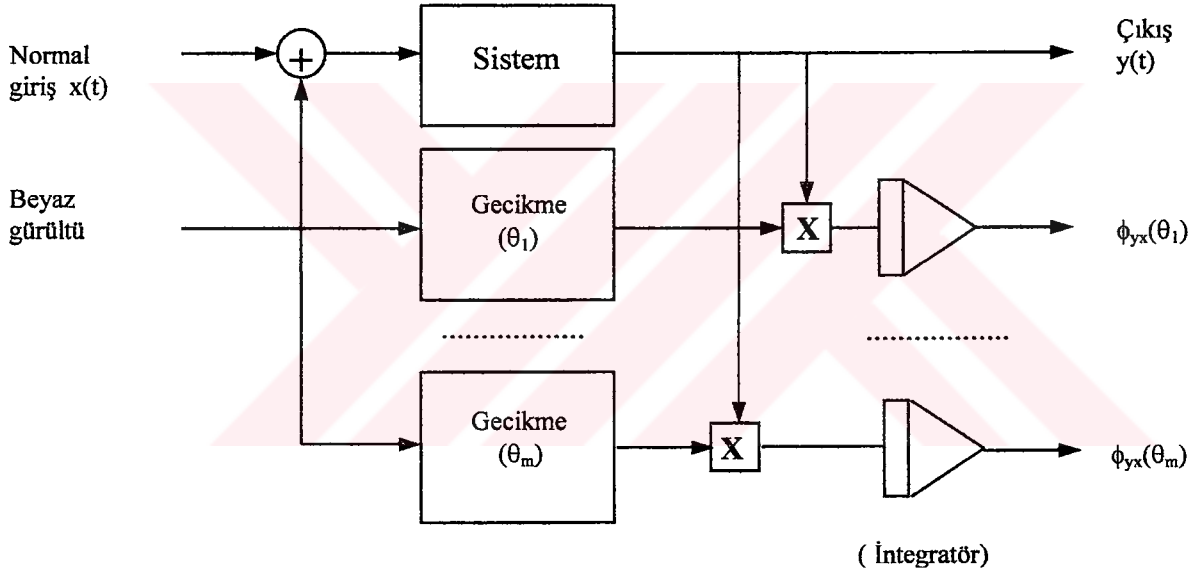 Normal
giriş x(t)
+
Sistem
Çıkış
y(t)
Beyaz
gürültü
Gecikme
(θ₁)
X
ϕyx(θ₁)
Gecikme
(θm)
X
ϕyx(θm)
( İntegratör)